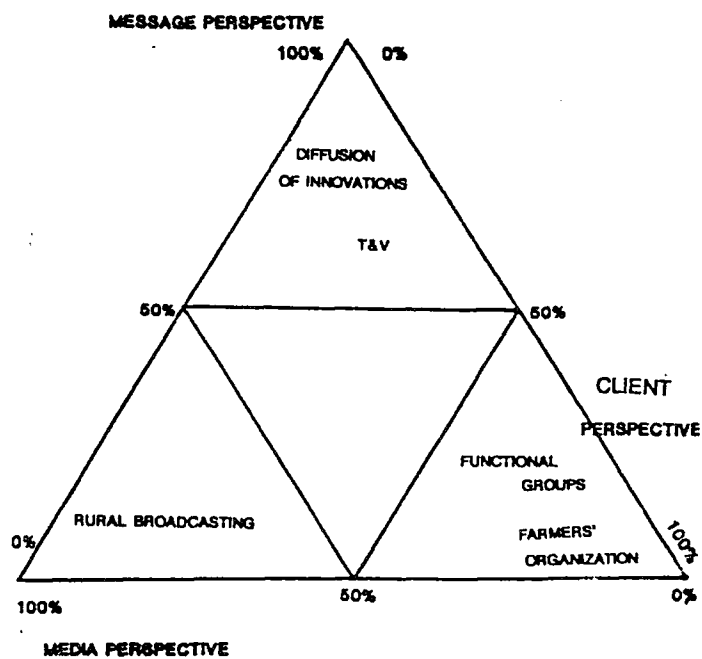 MESSAGE PERSPECTIVE
100% 0%
DIFFUSION
OF INNOVATIONS
T&V
50% 50%
CLIENT
PERSPECTIVE
FUNCTIONAL
GROUPS
RURAL BROADCASTING
FARMERS'
ORGANIZATION
0% 100%
100% 50% 0%
MEDIA PERSPECTIVE